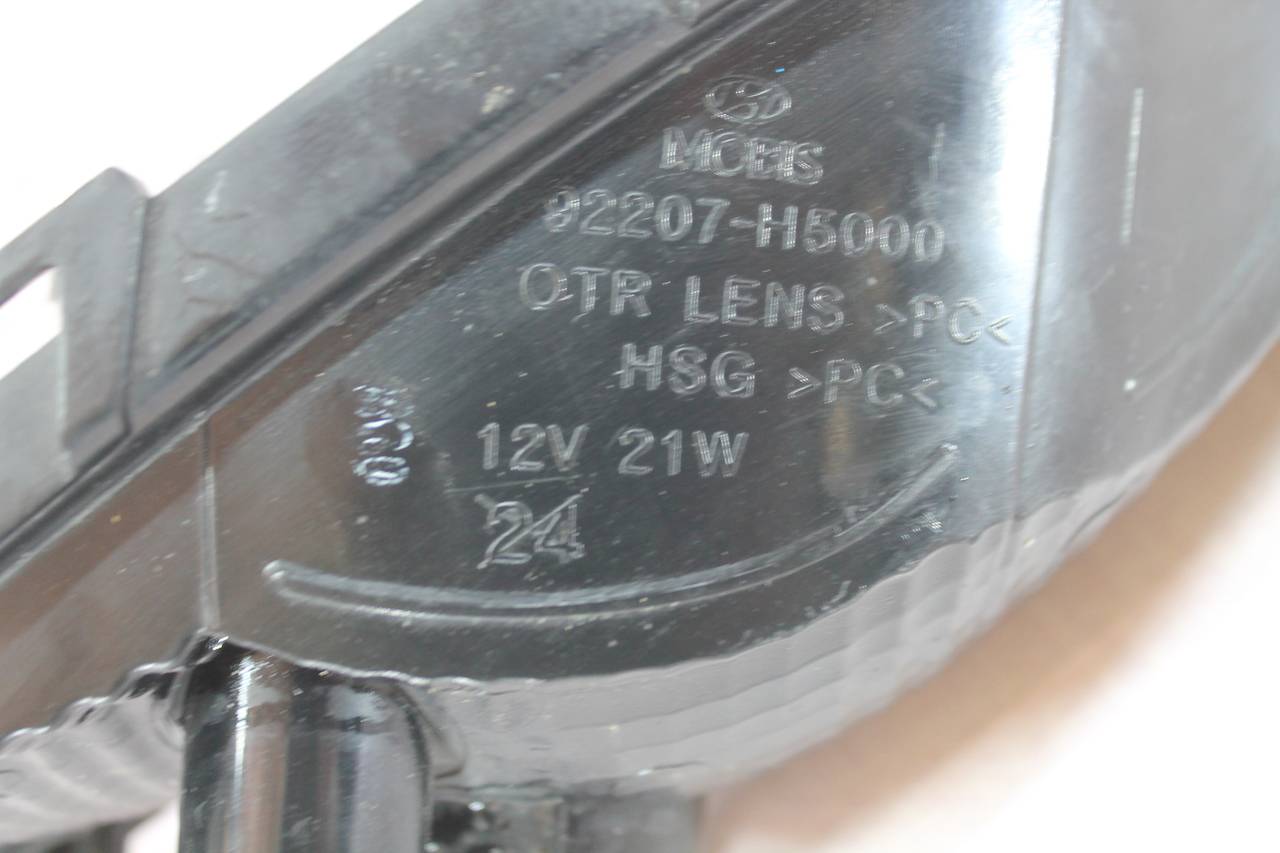 MOBIS
92207-H5000
OTR LENS >PC<
HSG >PC<
12V 21W
24